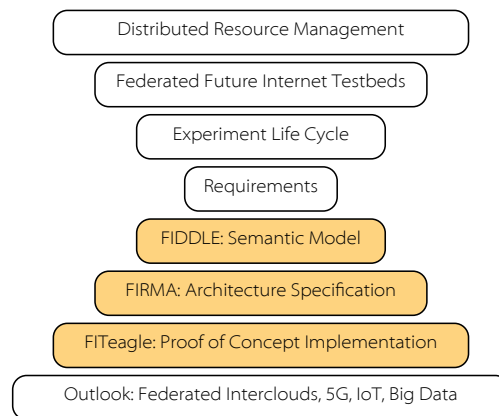 Distributed Resource Management
Federated Future Internet Testbeds
Experiment Life Cycle
Requirements
FIDDLE: Semantic Model
FIRMA: Architecture Specification
FITeagle: Proof of Concept Implementation
Outlook: Federated Interclouds, 5G, IoT, Big Data